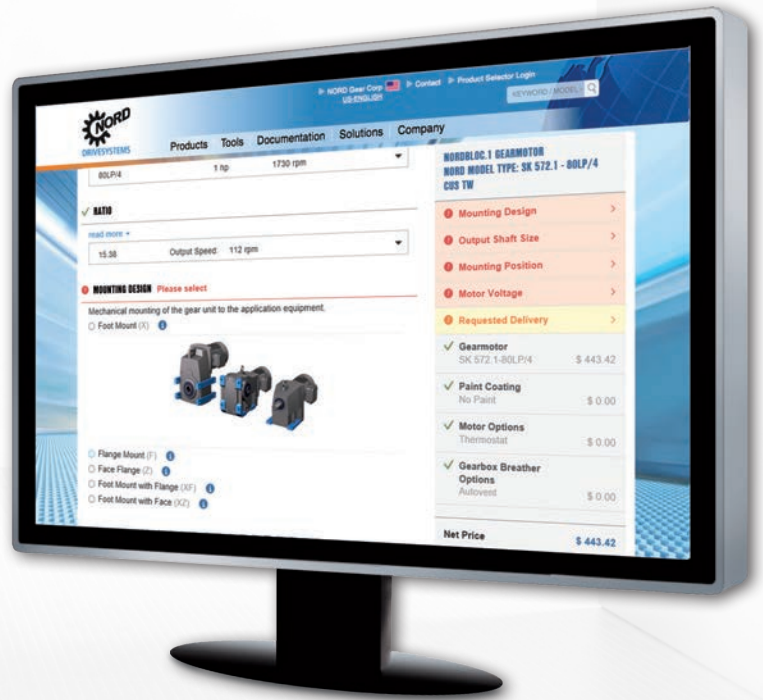 NORD Gear Corp
Contact
Product Selector Login
US-ENGLISH
KEYWORD / MODEL
NORD
DRIVESYSTEMS
Products Tools Documentation Solutions Company
80LP/4 1 hp 1730 rpm
RATIO
read more +
15.38 Output Speed: 112 rpm
MOUNTING DESIGN Please select
Mechanical mounting of the gear unit to the application equipment.
Foot Mount (X)
Flange Mount (F)
Face Flange (Z)
Foot Mount with Flange (XF)
Foot Mount with Face (XZ)
NORDBLOC.1 GEARMOTOR
NORD MODEL TYPE: SK 572.1 - 80LP/4
CUS TW
Mounting Design
Output Shaft Size
Mounting Position
Motor Voltage
Requested Delivery
Gearmotor
SK 572.1-80LP/4 $ 443.42
Paint Coating
No Paint $ 0.00
Motor Options
Thermostat $ 0.00
Gearbox Breather
Options
Autovent $ 0.00
Net Price $ 443.42